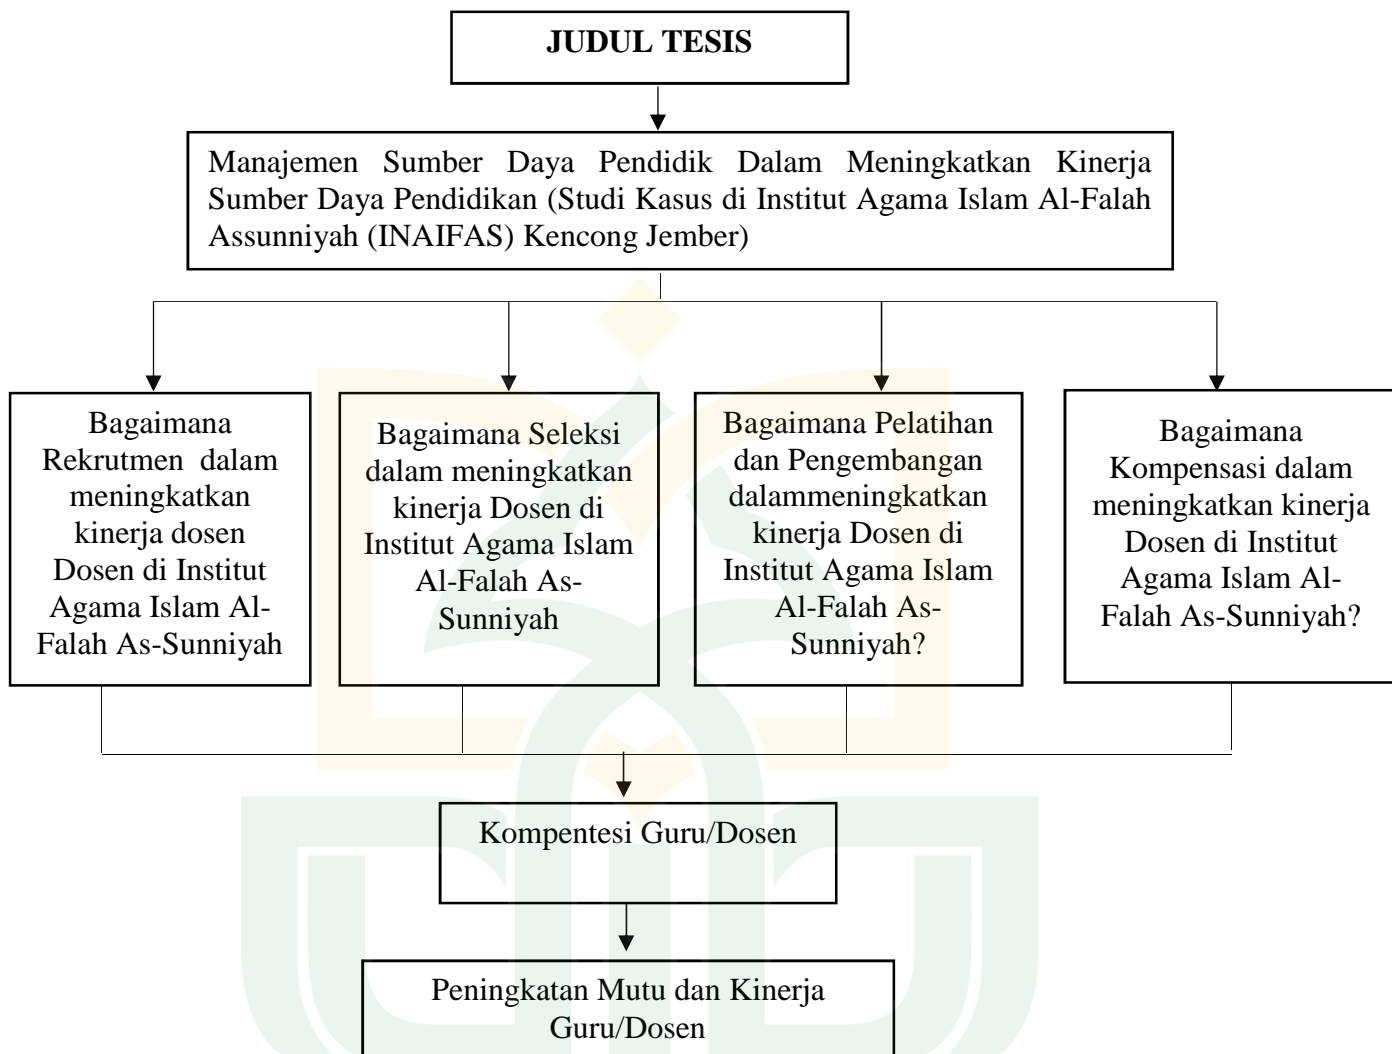 JUDUL TESIS
Manajemen Sumber Daya Pendidik Dalam Meningkatkan Kinerja
Sumber Daya Pendidikan (Studi Kasus di Institut Agama Islam Al-Falah
Assunniyah (INAIFAS) Kencong Jember)
Bagaimana
Rekrutmen dalam
meningkatkan
kinerja dosen
Dosen di Institut
Agama Islam Al-
Falah As-Sunniyah
Bagaimana Seleksi
dalam meningkatkan
kinerja Dosen di
Institut Agama Islam
Al-Falah As-
Sunniyah
Bagaimana Pelatihan
dan Pengembangan
dalammeningkatkan
kinerja Dosen di
Institut Agama Islam
Al-Falah As-
Sunniyah?
Bagaimana
Kompensasi dalam
meningkatkan kinerja
Dosen di Institut
Agama Islam Al-
Falah As-Sunniyah?
Kompentesi Guru/Dosen
Peningkatan Mutu dan Kinerja
Guru/Dosen